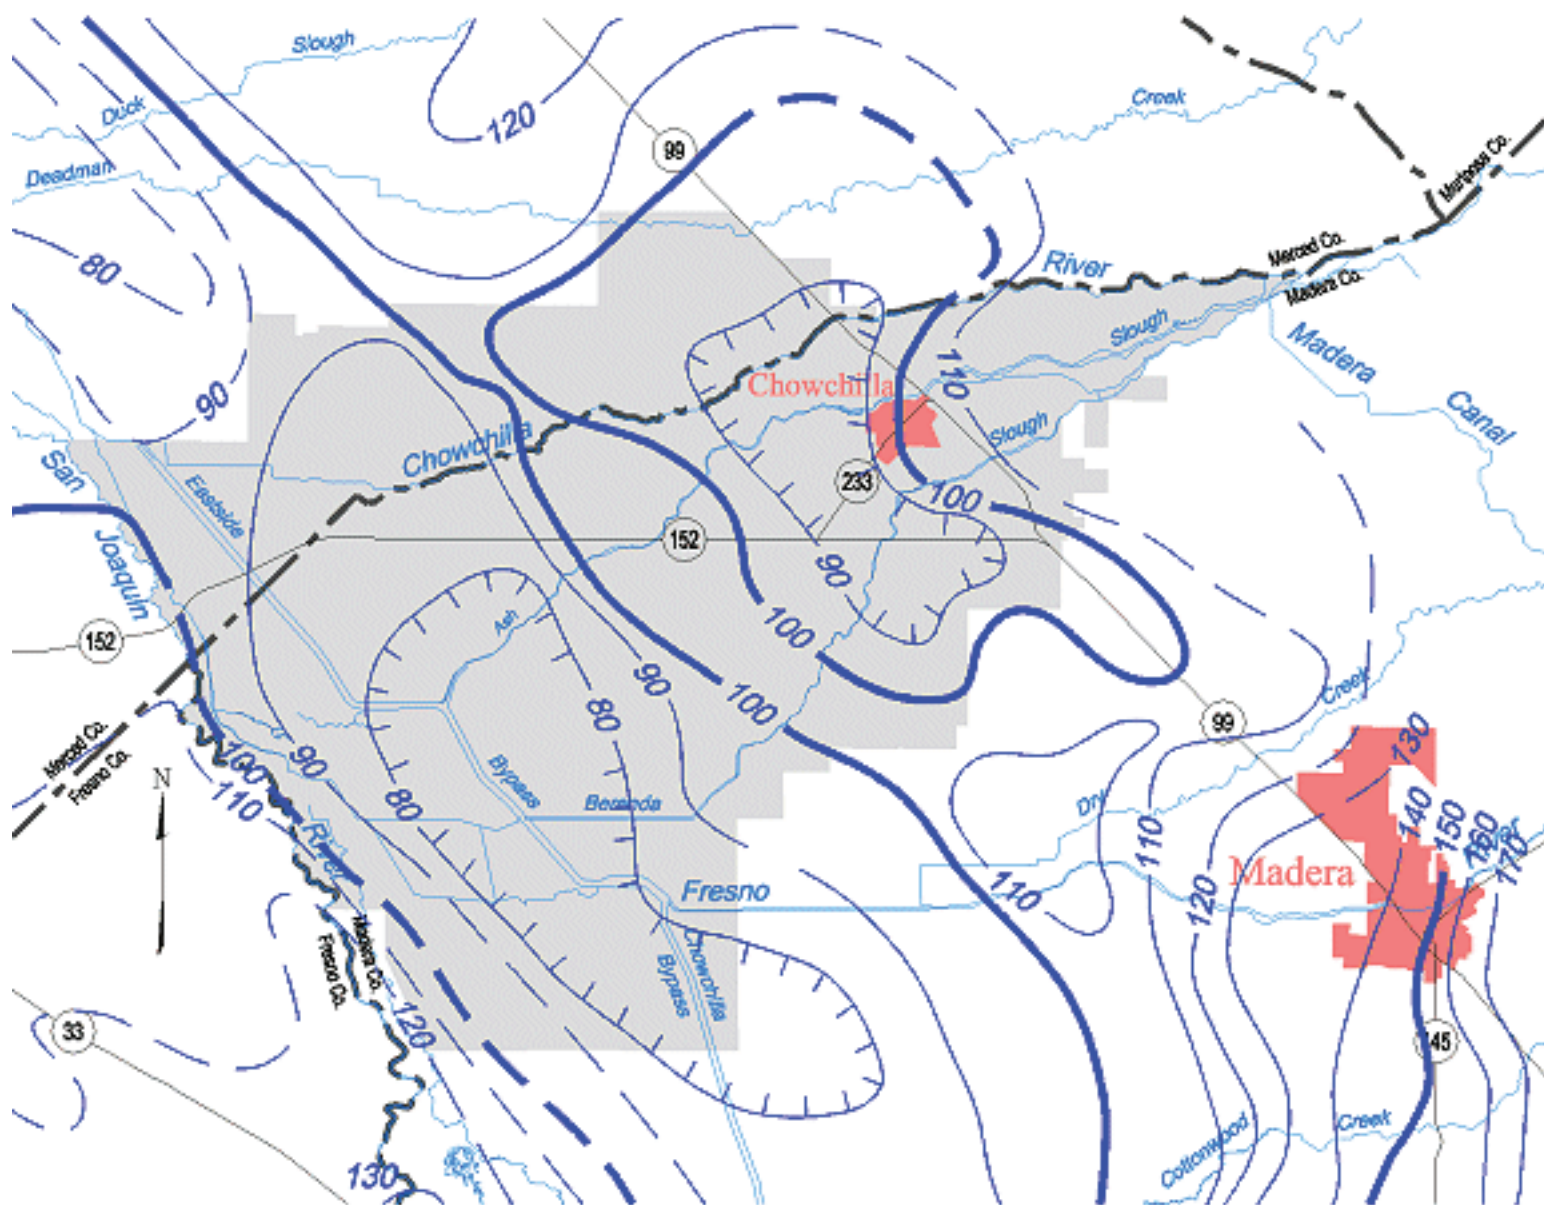 Slough
Duck
120
Creek
99
Deadman
Mariposa Co.
80
River
Merced Co.
Madera Co.
Slough
Madera
110
Chowchilla
90
Canal
Chowchilla
Slough
San
Eastside
233
100
152
Joaquin
90
Ash
100
152
90
100
80
Creek
99
Merced Co.
Fresno Co.
100
90
130
N
110
Bypass
80
Berenda
Dry
140
150
160
170
110
River
Madera
120
Fresno
110
Madera Co.
Fresno Co.
Chowchilla
Bypass
120
33
145
Creek
Cottonwood
130